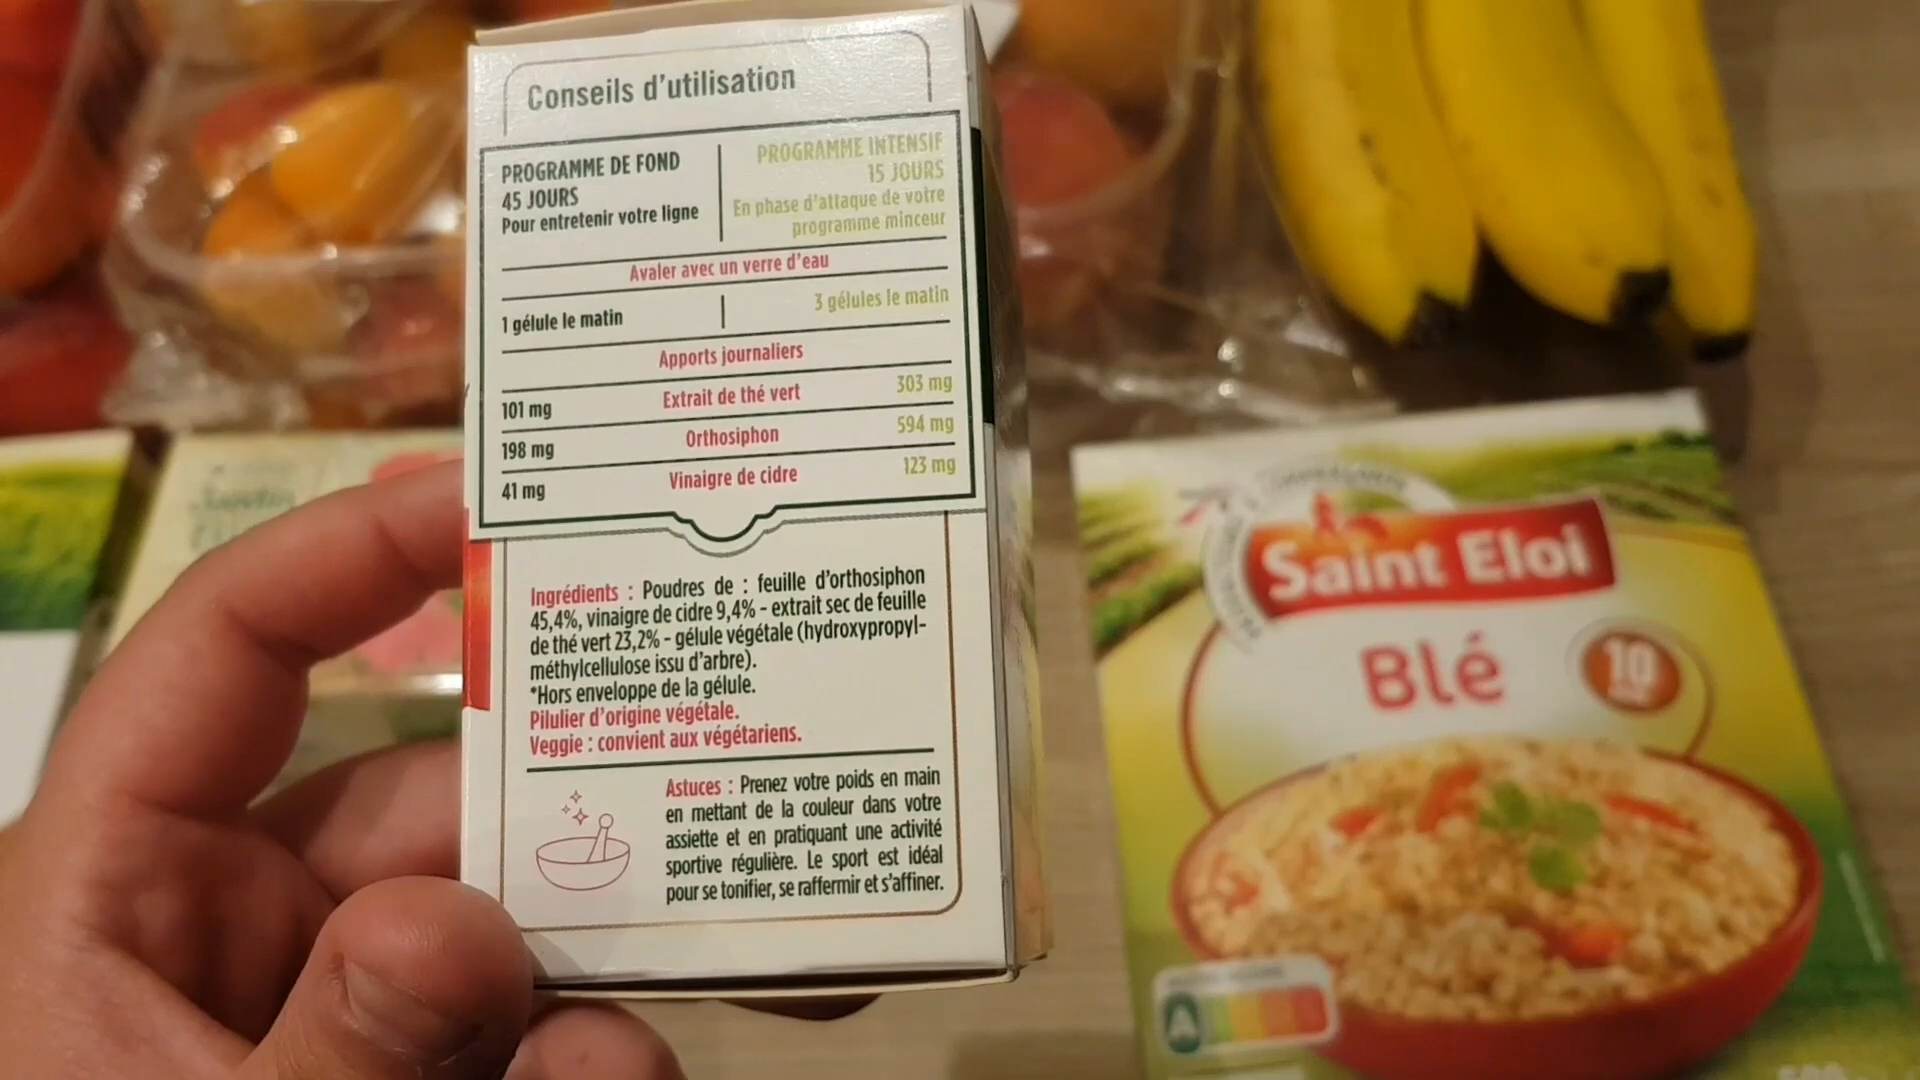 Conseils d'utilisation
PROGRAMME DE FOND
45 JOURS
Pour entretenir votre ligne
PROGRAMME INTENSIF
15 JOURS
En phase d'attaque de votre
programme minceur
Avaler avec un verre d'eau
1 gélule le matin
3 gélules le matin
Apports journaliers
101 mg Extrait de thé vert 303 mg
198 mg Orthosiphon 594 mg
41 mg Vinaigre de cidre 123 mg
Ingrédients : Poudres de : feuille d'orthosiphon
45,4%, vinaigre de cidre 9,4% - extrait sec de feuille
de thé vert 23,2% - gélule végétale (hydroxypropyl-
méthylcellulose issu d'arbre).
*Hors enveloppe de la gélule.
Pilulier d'origine végétale.
Veggie : convient aux végétariens.
Astuces : Prenez votre poids en main
en mettant de la couleur dans votre
assiette et en pratiquant une activité
sportive régulière. Le sport est idéal
pour se tonifier, se raffermir et s'affiner.
Saint Eloi
Blé
10
A